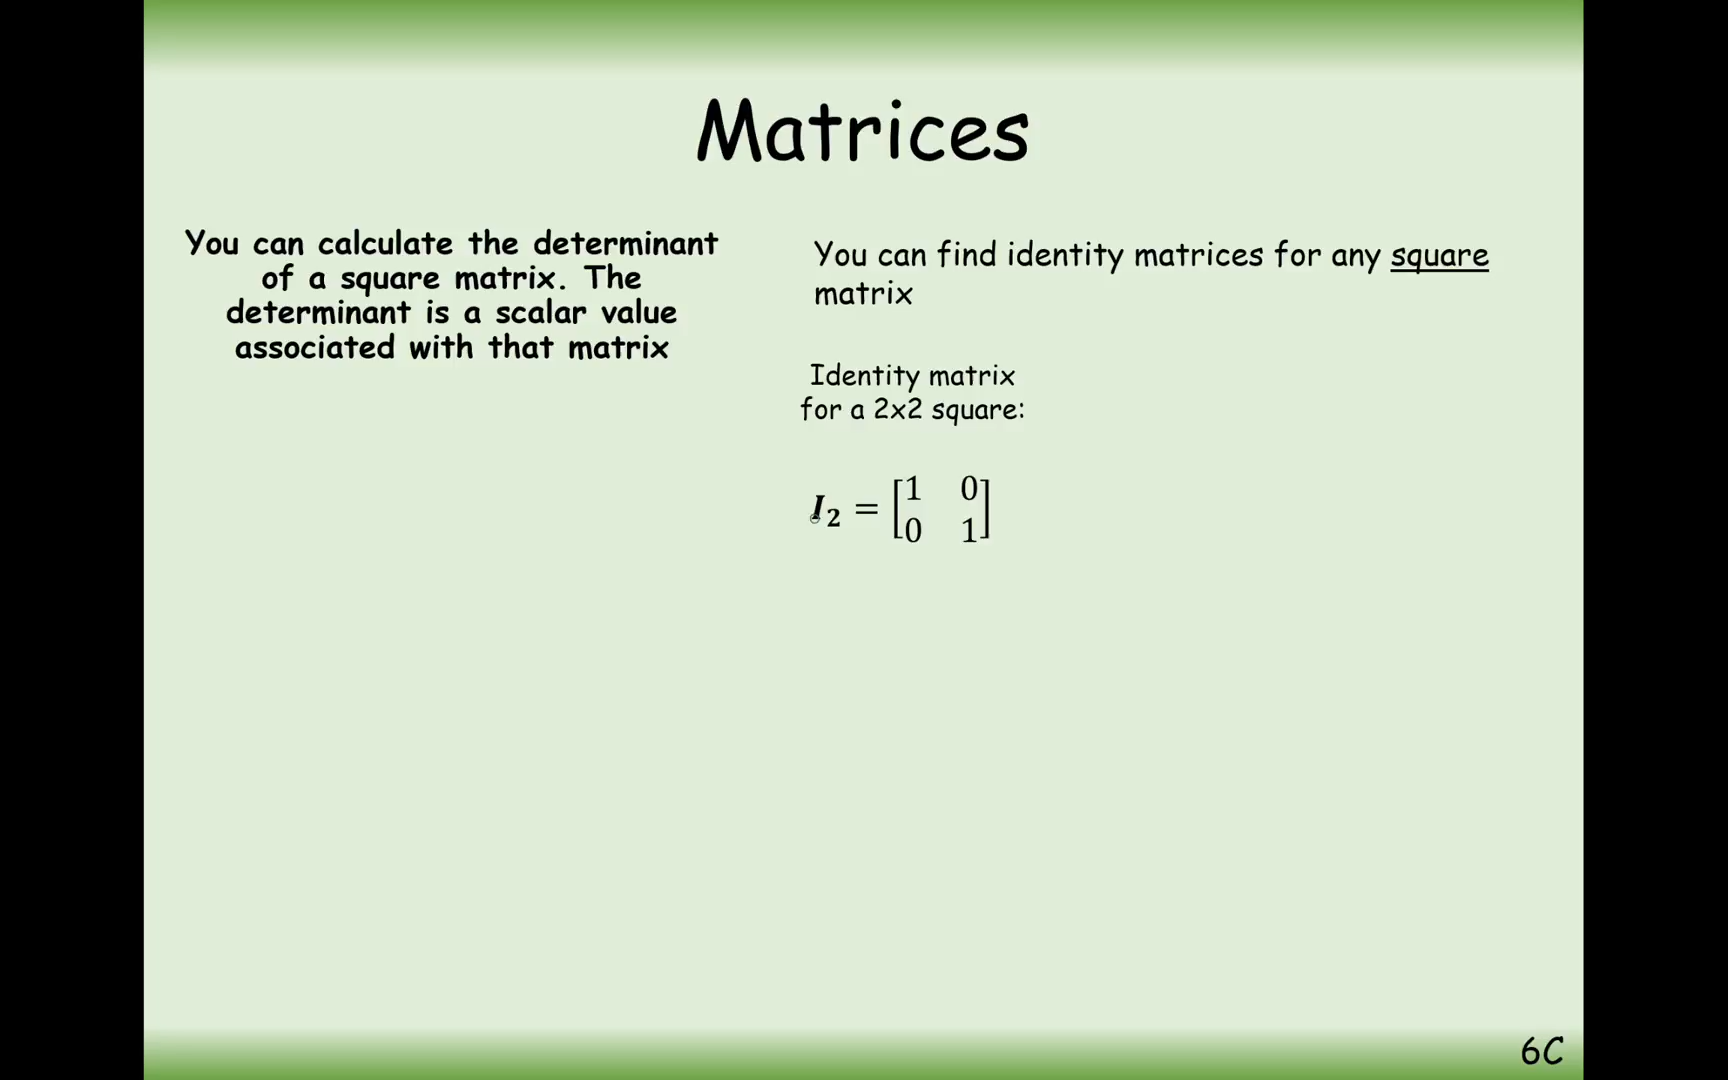 Matrices
You can calculate the determinant
of a square matrix. The
determinant is a scalar value
associated with that matrix
You can find identity matrices for any square
matrix
Identity matrix
for a 2x2 square:
I₂ = [1 0
0 1]
6C